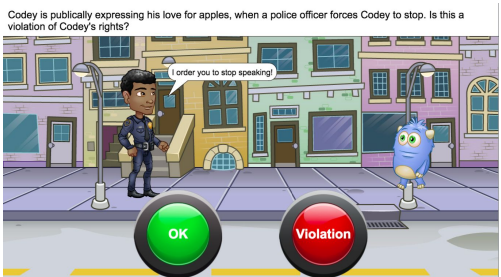 Codey is publically expressing his love for apples, when a police officer forces Codey to stop. Is this a
violation of Codey's rights?
I order you to stop speaking!
OK
Violation